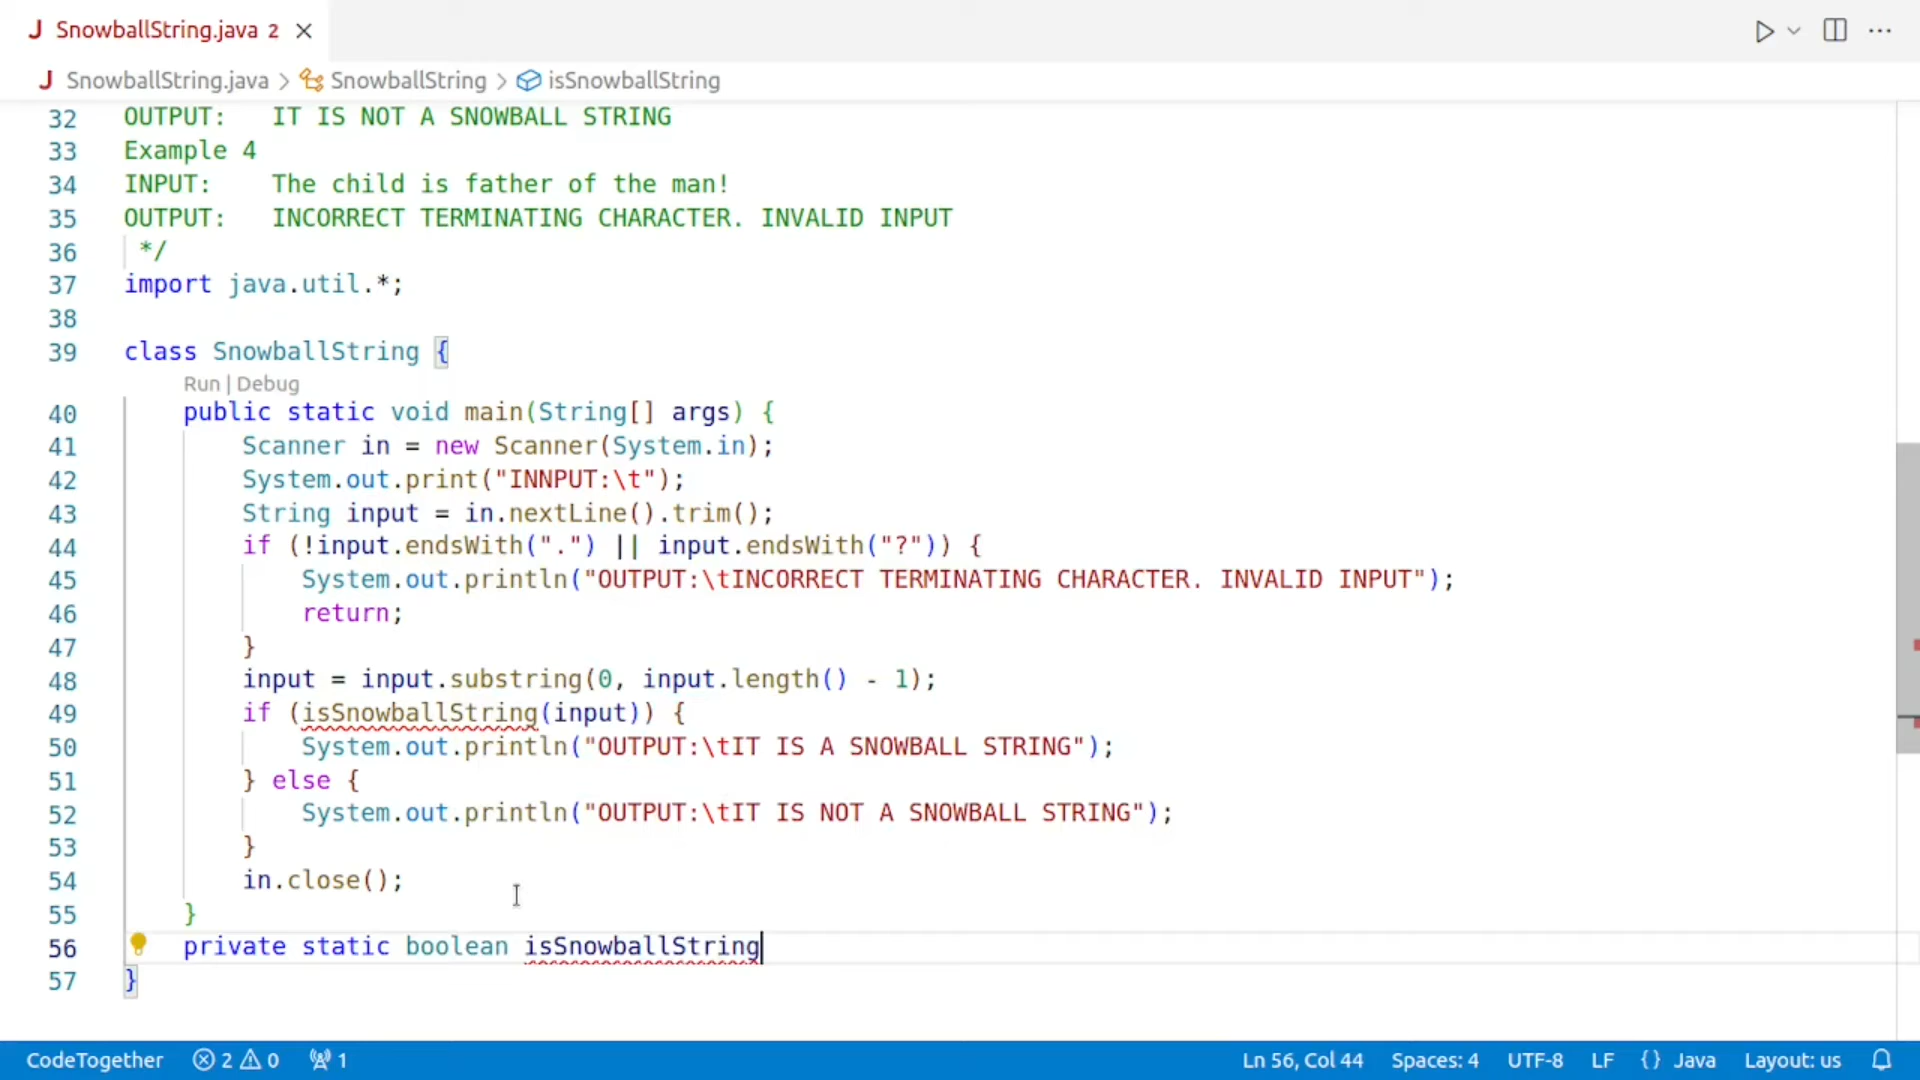 SnowballString.java 2
SnowballString.java > SnowballString > isSnowballString
32 OUTPUT:   IT IS NOT A SNOWBALL STRING
33 Example 4
34 INPUT:    The child is father of the man!
35 OUTPUT:   INCORRECT TERMINATING CHARACTER. INVALID INPUT
36  */
37 import java.util.*;
38
39 class SnowballString {
Run | Debug
40     public static void main(String[] args) {
41         Scanner in = new Scanner(System.in);
42         System.out.print("INNPUT:\t");
43         String input = in.nextLine().trim();
44         if (!input.endsWith(".") || input.endsWith("?")) {
45             System.out.println("OUTPUT:\tINCORRECT TERMINATING CHARACTER. INVALID INPUT");
46             return;
47         }
48         input = input.substring(0, input.length() - 1);
49         if (isSnowballString(input)) {
50             System.out.println("OUTPUT:\tIT IS A SNOWBALL STRING");
51         } else {
52             System.out.println("OUTPUT:\tIT IS NOT A SNOWBALL STRING");
53         }
54         in.close();
55     }
56     private static boolean isSnowballString
57 }
CodeTogether 2 0 1 Ln 56, Col 44 Spaces: 4 UTF-8 LF {} Java Layout: us